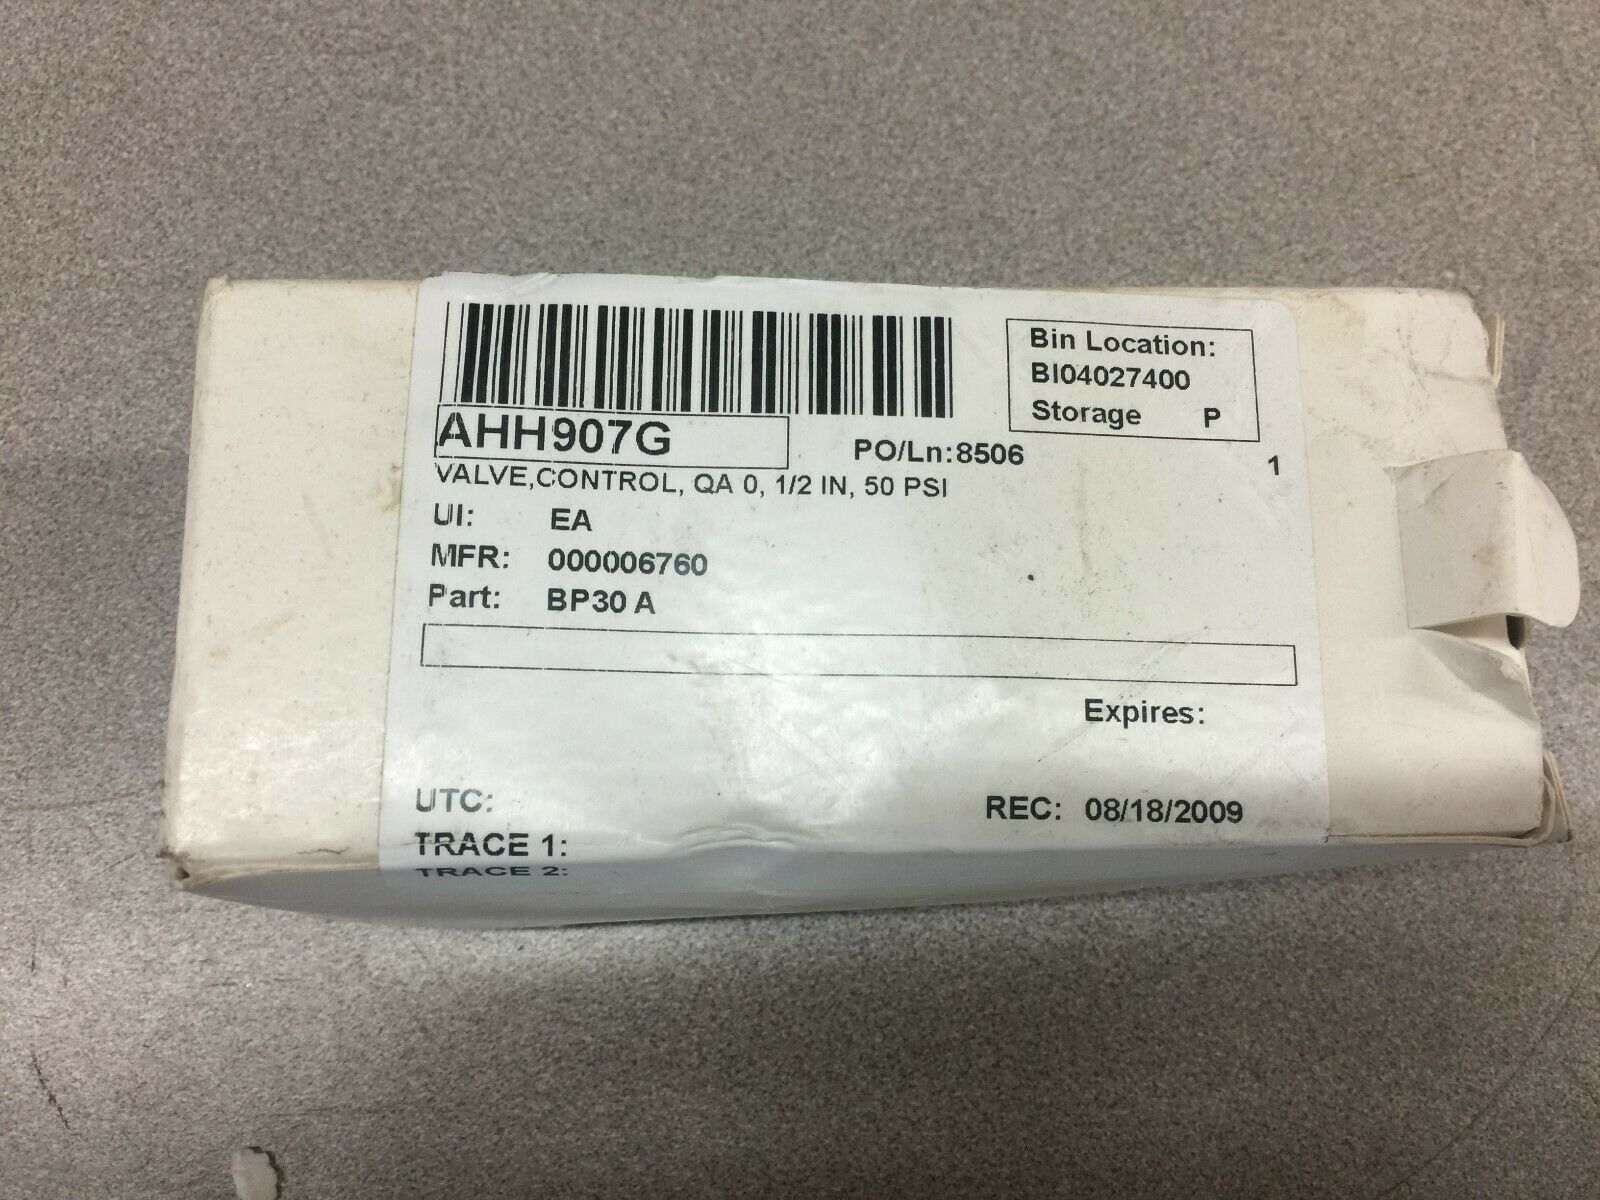 Bin Location:
BI04027400
Storage P
AHH907G
PO/Ln:8506 1
VALVE,CONTROL, QA 0, 1/2 IN, 50 PSI
UI: EA
MFR: 000006760
Part: BP30 A
Expires:
UTC:
REC: 08/18/2009
TRACE 1:
TRACE 2: